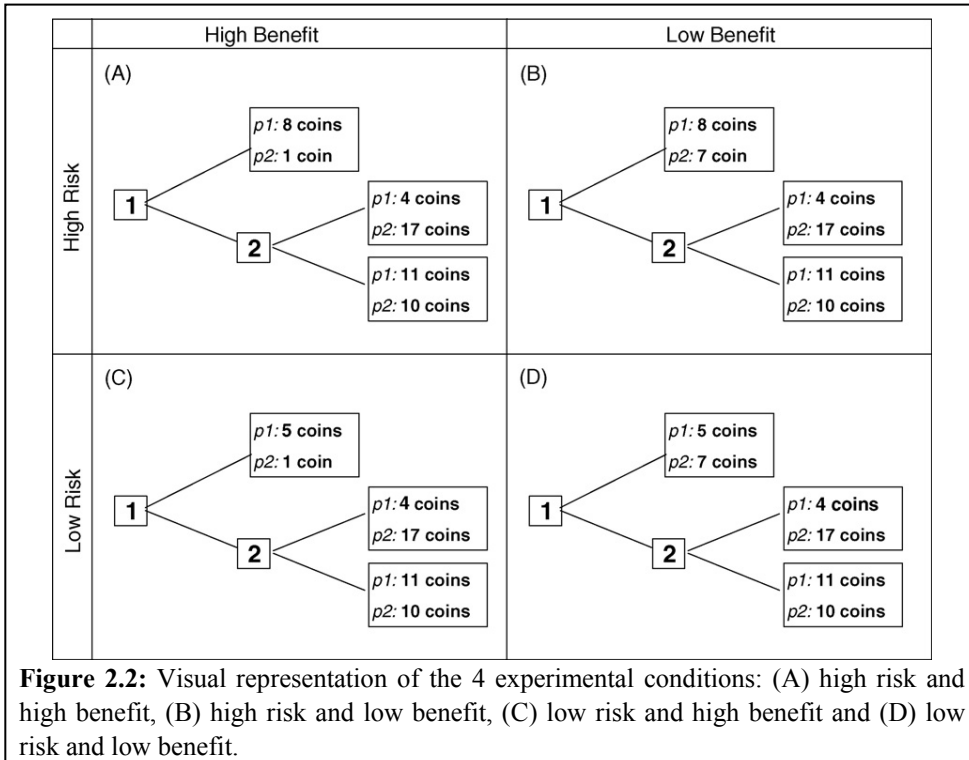 High Benefit
Low Benefit
High Risk
(A)
p1: 8 coins
p2: 1 coin
1
p1: 4 coins
p2: 17 coins
2
p1: 11 coins
p2: 10 coins
(B)
p1: 8 coins
p2: 7 coin
1
p1: 4 coins
p2: 17 coins
2
p1: 11 coins
p2: 10 coins
Low Risk
(C)
p1: 5 coins
p2: 1 coin
1
p1: 4 coins
p2: 17 coins
2
p1: 11 coins
p2: 10 coins
(D)
p1: 5 coins
p2: 7 coins
1
p1: 4 coins
p2: 17 coins
2
p1: 11 coins
p2: 10 coins
Figure 2.2: Visual representation of the 4 experimental conditions: (A) high risk and
high benefit, (B) high risk and low benefit, (C) low risk and high benefit and (D) low
risk and low benefit.